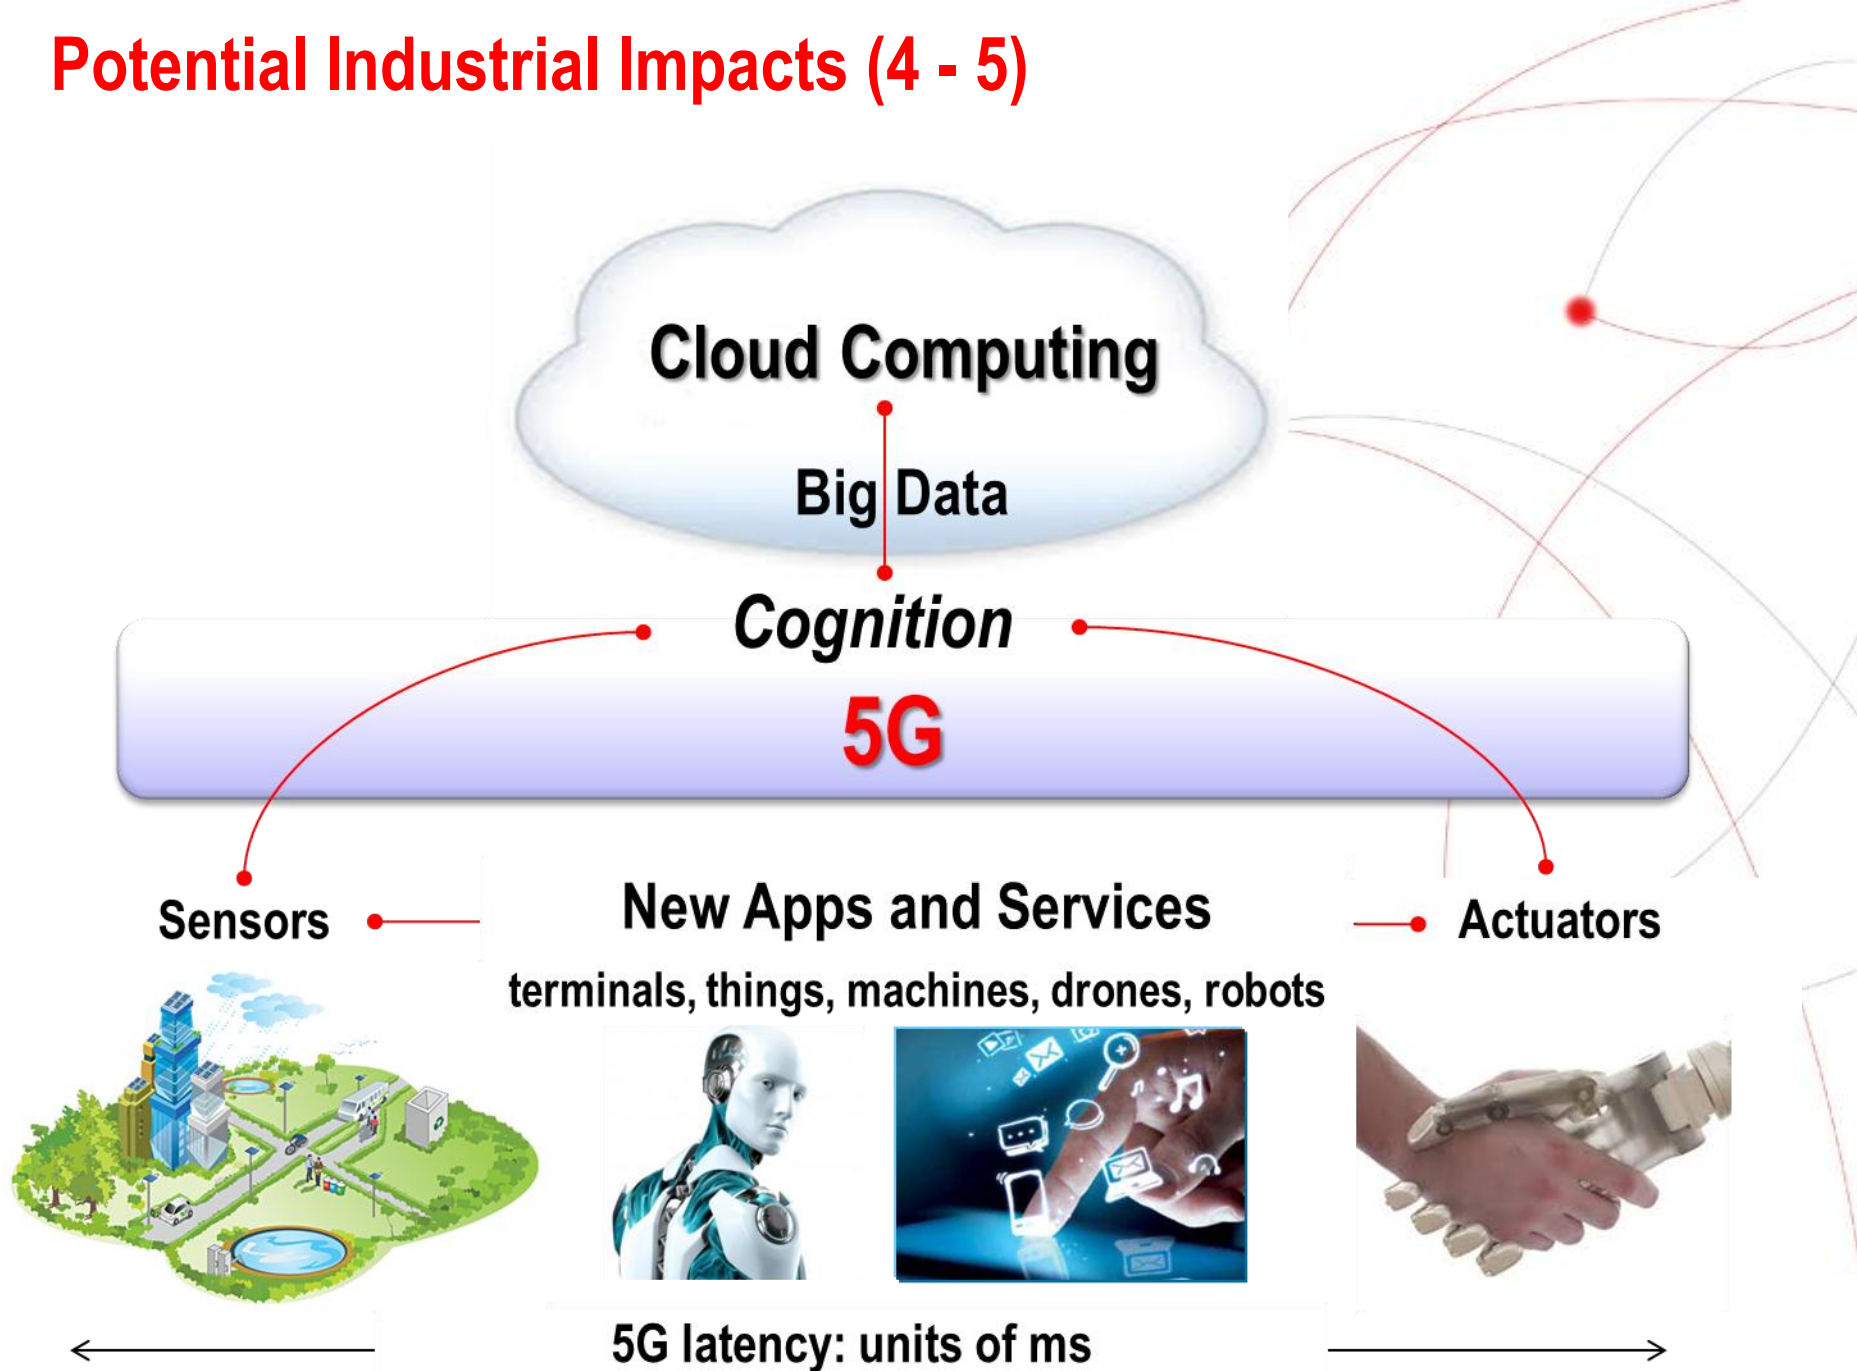 Potential Industrial Impacts (4 - 5)
Cloud Computing
Big Data
Cognition
5G
Sensors
New Apps and Services
Actuators
terminals, things, machines, drones, robots
5G latency: units of ms